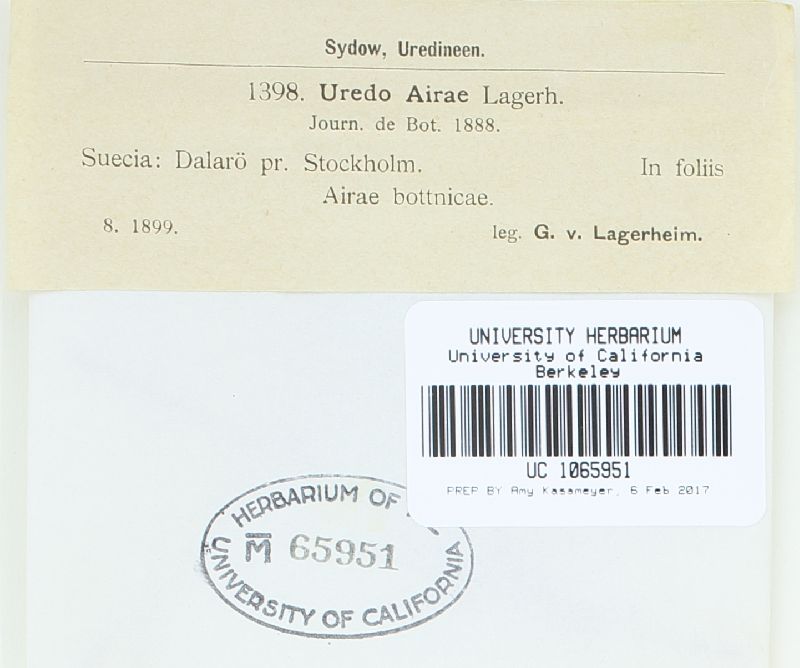 Sydow, Uredineen.
1398. Uredo Airae Lagerh.
Journ. de Bot. 1888.
Suecia: Dalarö pr. Stockholm. In foliis
Airae bottnicae.
8. 1899. leg. G. v. Lagerheim.
UNIVERSITY HERBARIUM
University of California
Berkeley
UC 1065951
PREP BY Amy Kasameyer, 6 Feb 2017
HERBARIUM OF
M̅ 65951
UNIVERSITY OF CALIFORNIA